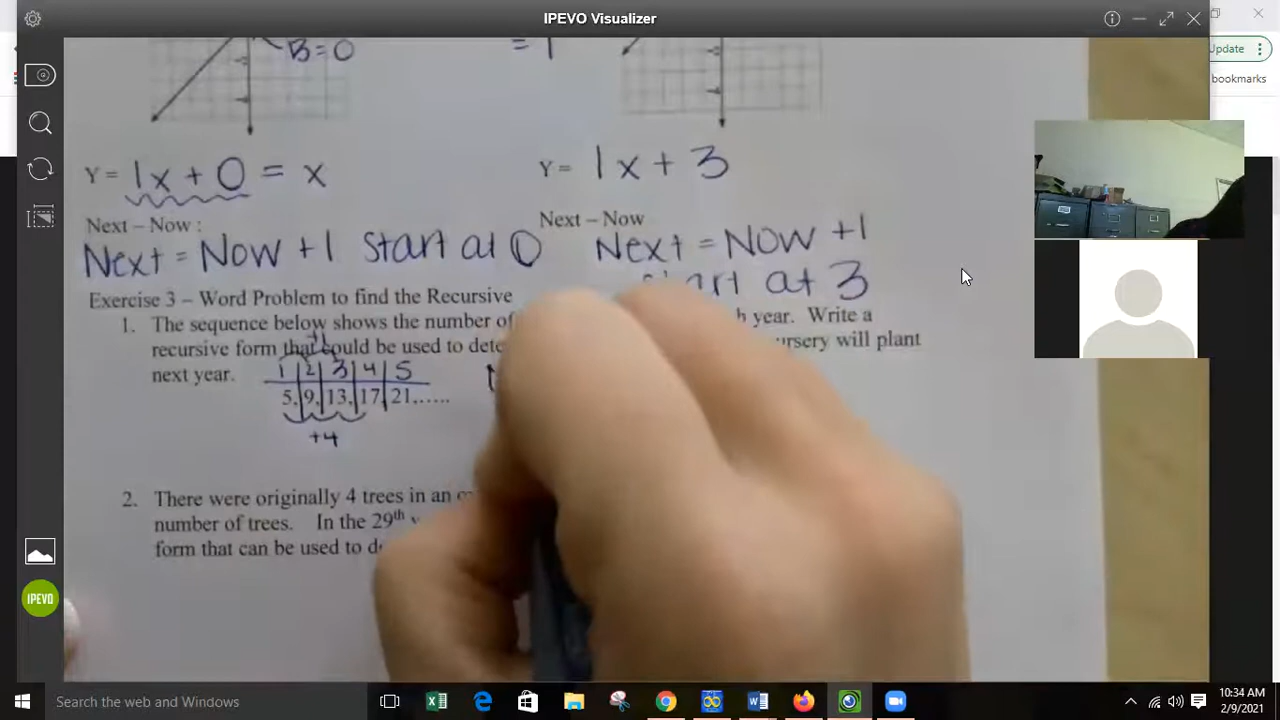 IPEVO Visualizer
Update
bookmarks
B=0
= 1
Y = 1x + 0 = x
Y = 1x + 3
Next – Now :
Next = Now +1 Start at 0
Next – Now
Next = Now +1
start at 3
Exercise 3 – Word Problem to find the Recursive
1. The sequence below shows the number of
h year. Write a
recursive form that could be used to dete
ursery will plant
next year.
+1
1 2 3 4 5
5, 9, 13, 17, 21,.....
+4
2. There were originally 4 trees in an
number of trees. In the 29th
form that can be used to d
IPEVO
Search the web and Windows
10:34 AM
2/9/2021